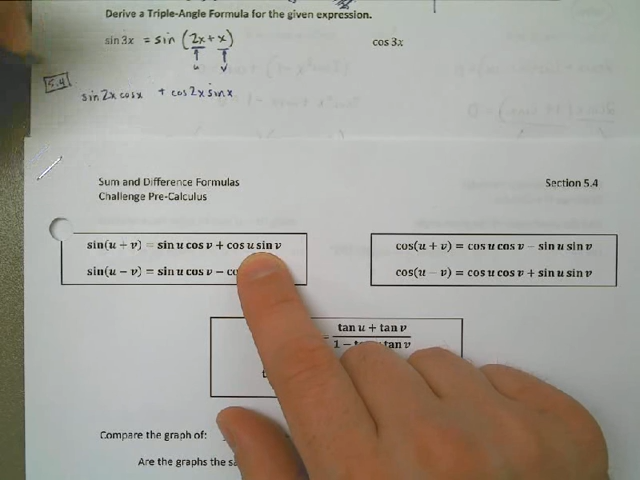 Derive a Triple-Angle Formula for the given expression.
sin 3x = sin (2x + x)
cos 3x
u v
5.4
sin 2x cos x + cos 2x sin x
Sum and Difference Formulas
Section 5.4
Challenge Pre-Calculus
sin(u + v) = sin u cos v + cos u sin v
cos(u + v) = cos u cos v − sin u sin v
sin(u − v) = sin u cos v −
cos(u − v) = cos u cos v + sin u sin v
= tan u + tan v
1 − tan v
Compare the graph of:
Are the graphs the